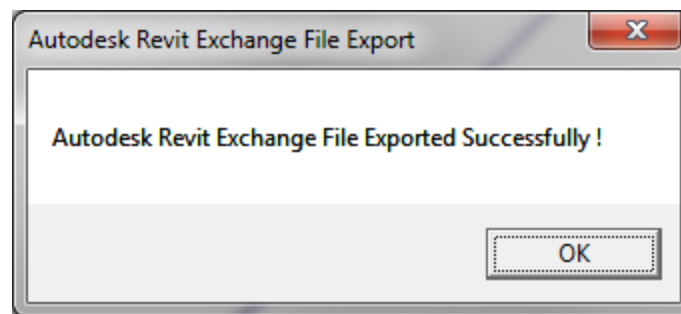 Autodesk Revit Exchange File Export
Autodesk Revit Exchange File Exported Successfully !
OK